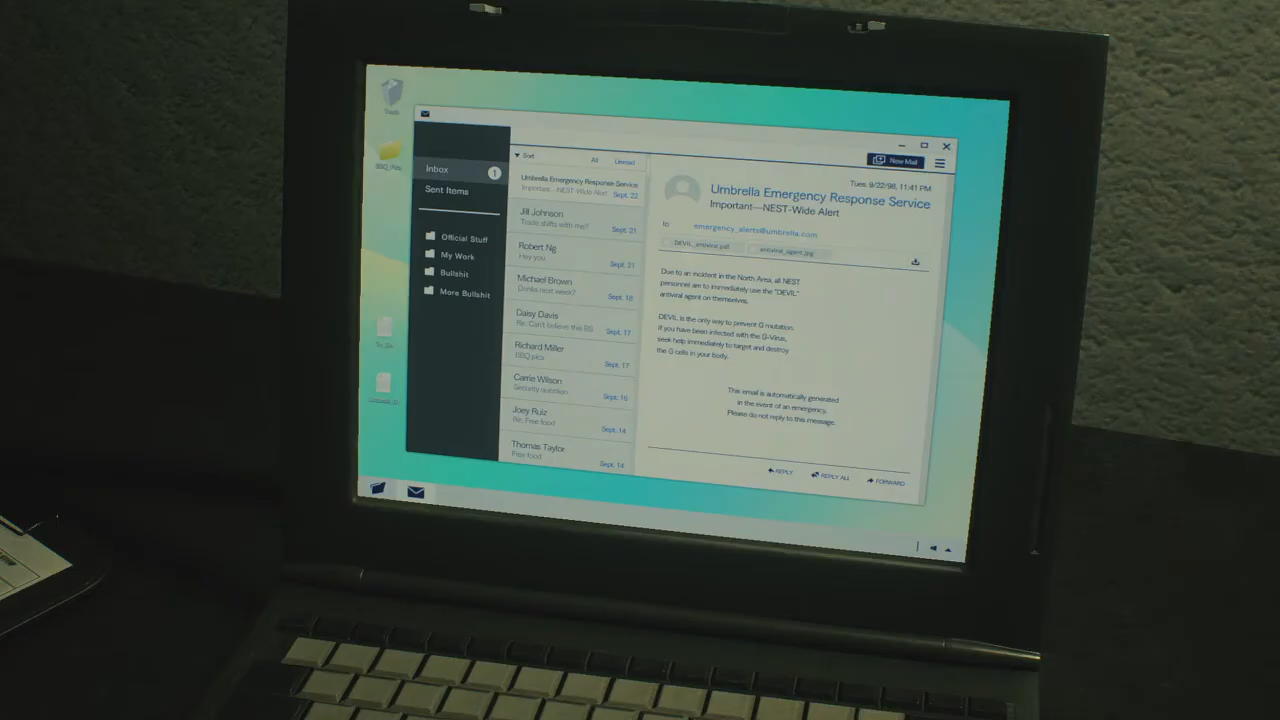 Trash
BBQ_Pics
Inbox
1
Sent Items
Official Stuff
My Work
Bullshit
More Bullshit
Sort
All
Unread
Umbrella Emergency Response Service
Important—NEST-Wide Alert
Sept. 22
Jill Johnson
Trade shifts with me?
Sept. 21
Robert Ng
Hey you
Sept. 21
Michael Brown
Drinks next week?
Sept. 18
Daisy Davis
Re: Can't believe this BS
Sept. 17
Richard Miller
BBQ pics
Sept. 17
Carrie Wilson
Security question
Sept. 16
Joey Ruiz
Re: Free food
Sept. 14
Thomas Taylor
Free food
Sept. 14
New Mail
Tues. 9/22/98, 11:41 PM
Umbrella Emergency Response Service
Important—NEST-Wide Alert
To
emergency_alerts@umbrella.com
DEVIL_antiviral.pdf
antiviral_agent.jpg
Due to an incident in the North Area, all NEST
personnel are to immediately use the "DEVIL"
antiviral agent on themselves.
DEVIL is the only way to prevent G mutation.
If you have been infected with the G-Virus,
seek help immediately to target and destroy
the G cells in your body.
This email is automatically generated
in the event of an emergency.
Please do not reply to this message.
REPLY
REPLY ALL
FORWARD